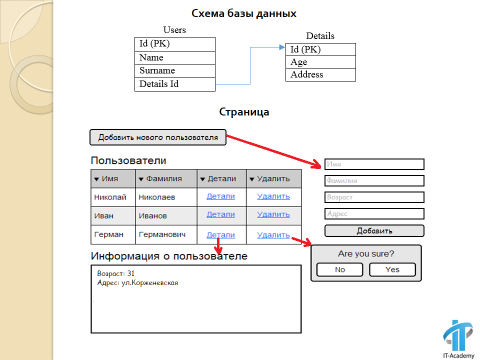 Схема базы данных
Users
Id (PK)
Name
Surname
Details Id
Details
Id (PK)
Age
Address
Страница
Добавить нового пользователя
Пользователи
▼ Имя ▼ Фамилия ▼ Детали ▼ Удалить
Николай Николаев Детали Удалить
Иван Иванов Детали Удалить
Герман Германович Детали Удалить
Имя
Фамилия
Возраст
Адрес
Добавить
Are you sure?
No Yes
Информация о пользователе
Возраст: 31
Адрес: ул.Корженевская
IT-Academy